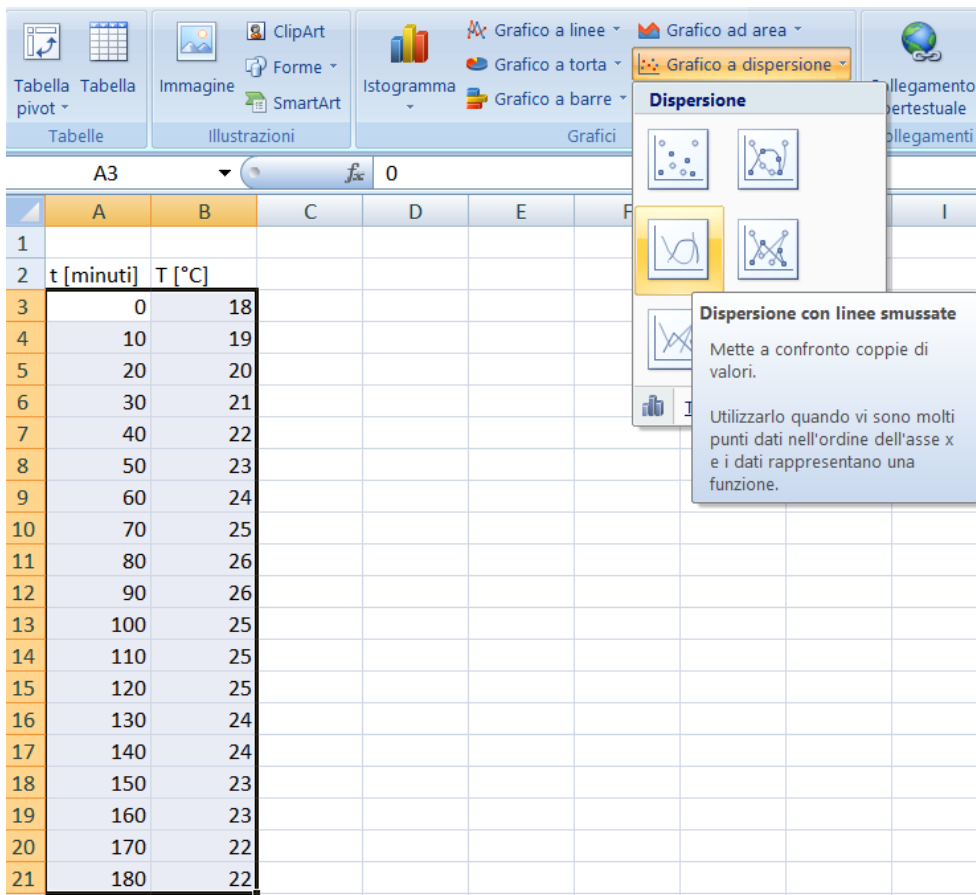 Tabella pivot
Tabella
Immagine
ClipArt
Forme
SmartArt
Istogramma
Grafico a linee
Grafico a torta
Grafico a barre
Grafico ad area
Grafico a dispersione
Tabelle
Illustrazioni
Grafici
A3 fx 0
Dispersione
A B C D E F I
1
2 t [minuti] T [°C]
3 0 18
4 10 19
5 20 20
6 30 21
7 40 22
8 50 23
9 60 24
10 70 25
11 80 26
12 90 26
13 100 25
14 110 25
15 120 25
16 130 24
17 140 24
18 150 23
19 160 23
20 170 22
21 180 22
Dispersione con linee smussate
Mette a confronto coppie di
valori.
Utilizzarlo quando vi sono molti
punti dati nell'ordine dell'asse x
e i dati rappresentano una
funzione.